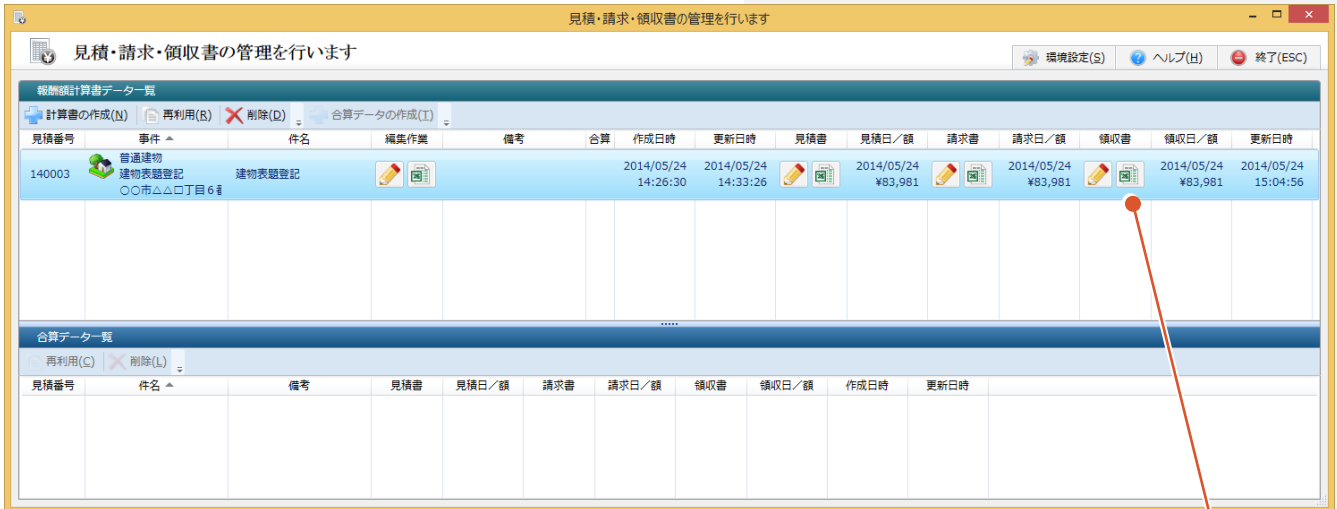 見積・請求・領収書の管理を行います
見積・請求・領収書の管理を行います
環境設定(S) ヘルプ(H) 終了(ESC)
報酬額計算書データ一覧
計算書の作成(N) 再利用(R) 削除(D) 合算データの作成(T)
見積番号 事件 件名 編集作業 備考 合算 作成日時 更新日時 見積書 見積日／額 請求書 請求日／額 領収書 領収日／額 更新日時
普通建物
140003 建物表題登記 建物表題登記 2014/05/24 2014/05/24 2014/05/24 2014/05/24 2014/05/24 2014/05/24
〇〇市△△□丁目6番 14:26:30 14:33:26 ¥83,981 ¥83,981 ¥83,981 15:04:56
合算データ一覧
再利用(C) 削除(L)
見積番号 件名 備考 見積書 見積日／額 請求書 請求日／額 領収書 領収日／額 作成日時 更新日時